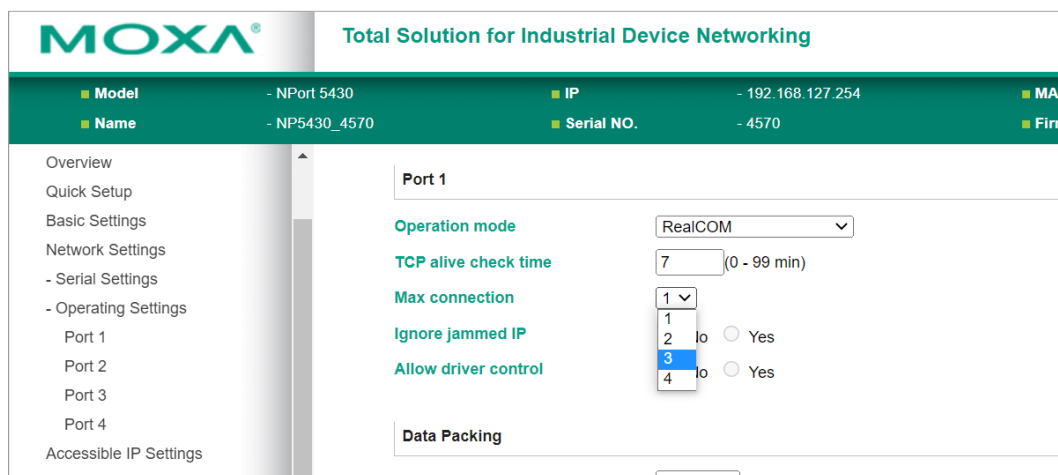 MOXA®
Total Solution for Industrial Device Networking
Model - NPort 5430 IP - 192.168.127.254 MA
Name - NP5430_4570 Serial NO. - 4570 Firm
Overview
Quick Setup
Basic Settings
Network Settings
- Serial Settings
- Operating Settings
Port 1
Port 2
Port 3
Port 4
Accessible IP Settings
Port 1
Operation mode RealCOM
TCP alive check time 7 (0 - 99 min)
Max connection 1
1
2
3
4
Ignore jammed IP Yes
Allow driver control Yes
Data Packing